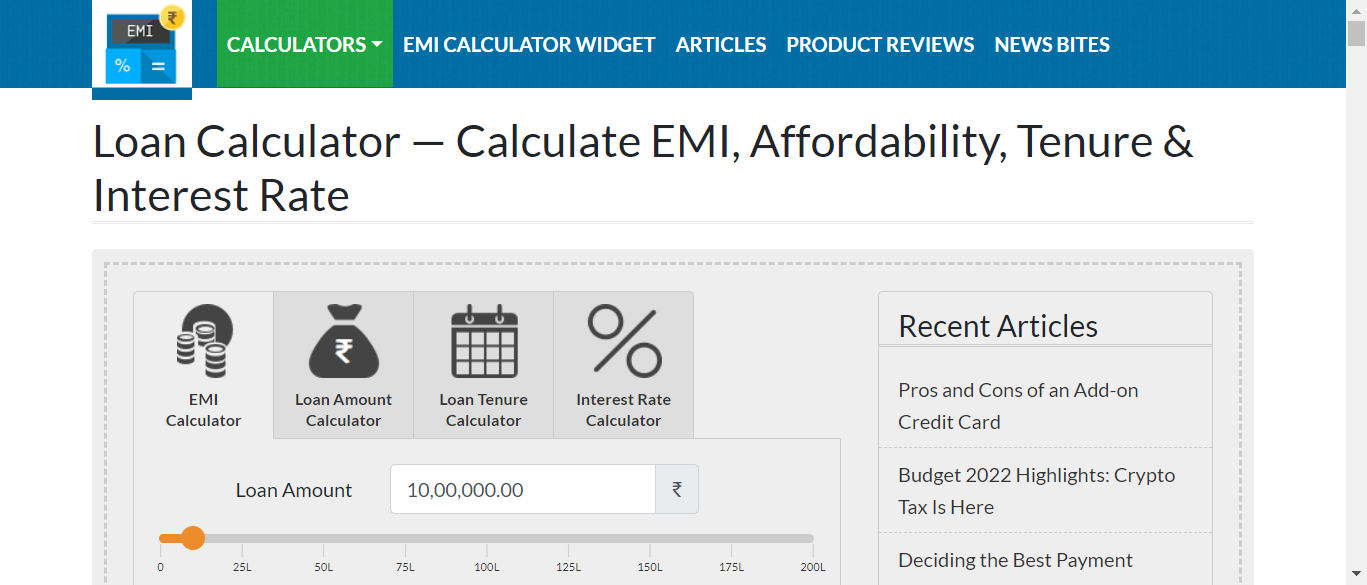 EMI
₹
%
=
CALCULATORS
EMI CALCULATOR WIDGET
ARTICLES
PRODUCT REVIEWS
NEWS BITES
Loan Calculator — Calculate EMI, Affordability, Tenure &
Interest Rate
EMI
Calculator
₹
Loan Amount
Calculator
Loan Tenure
Calculator
Interest Rate
Calculator
Loan Amount
10,00,000.00
₹
0 25L 50L 75L 100L 125L 150L 175L 200L
Recent Articles
Pros and Cons of an Add-on
Credit Card
Budget 2022 Highlights: Crypto
Tax Is Here
Deciding the Best Payment